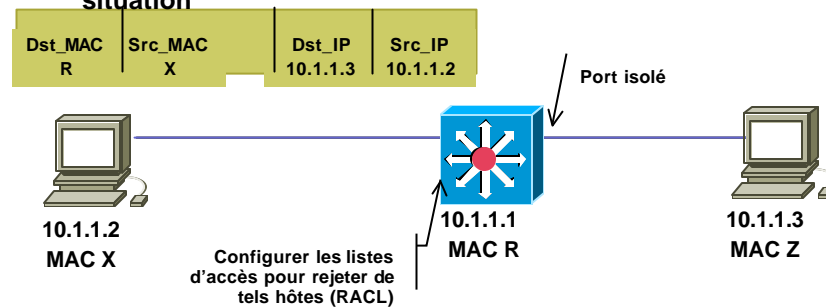 situation
Dst_MAC Src_MAC Dst_IP Src_IP
R X 10.1.1.3 10.1.1.2
Port isolé
10.1.1.2
MAC X
10.1.1.1
MAC R
10.1.1.3
MAC Z
Configurer les listes
d'accès pour rejeter de
tels hôtes (RACL)